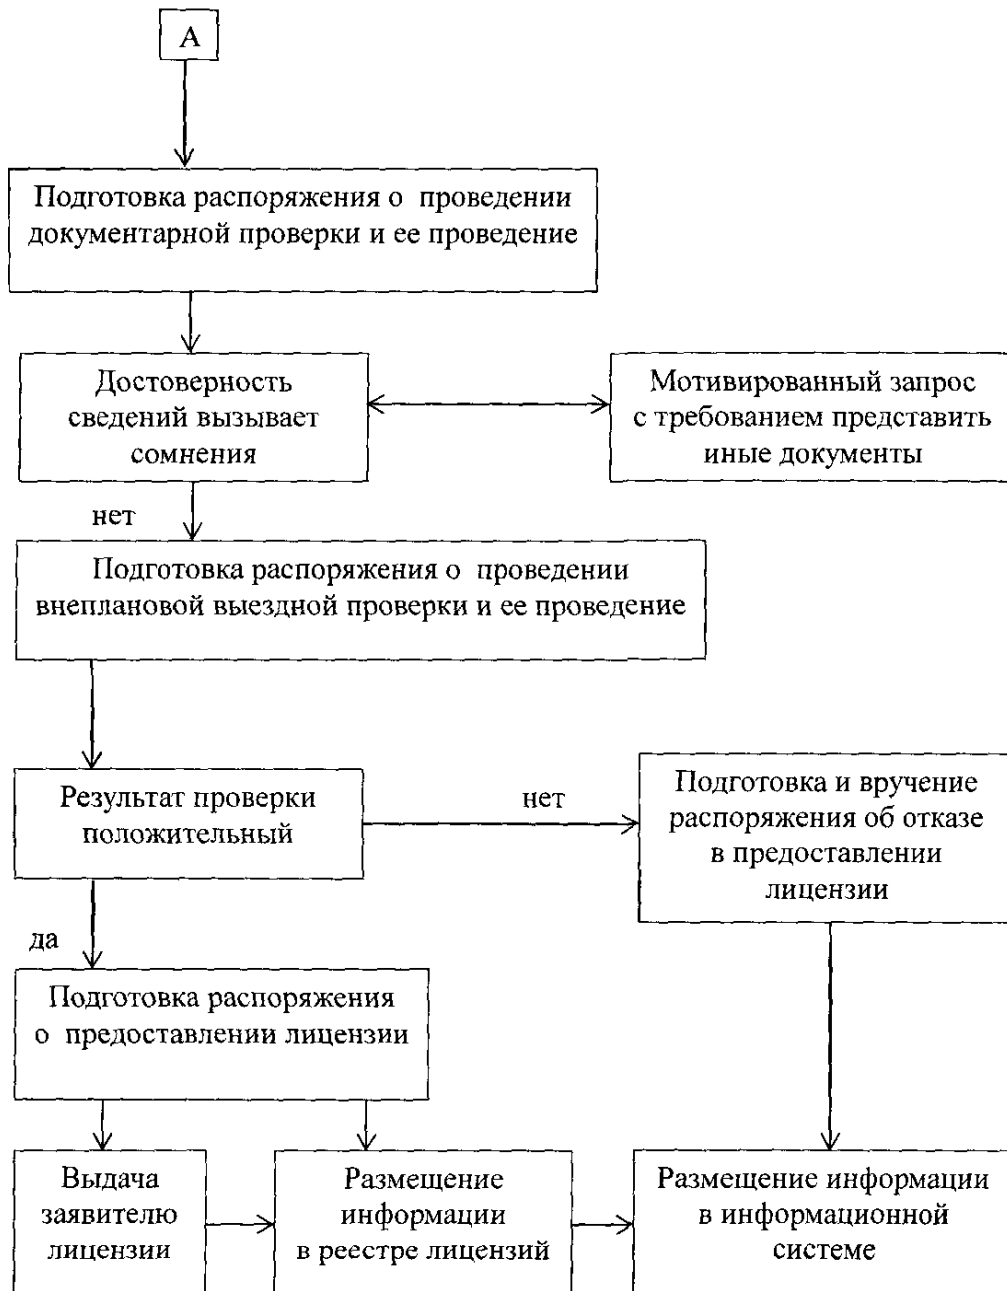 А
Подготовка распоряжения о проведении
документарной проверки и ее проведение
Достоверность
сведений вызывает
сомнения
Мотивированный запрос
с требованием представить
иные документы
нет
Подготовка распоряжения о проведении
внеплановой выездной проверки и ее проведение
Результат проверки
положительный
нет
Подготовка и вручение
распоряжения об отказе
в предоставлении
лицензии
да
Подготовка распоряжения
о предоставлении лицензии
Выдача
заявителю
лицензии
Размещение
информации
в реестре лицензий
Размещение информации
в информационной
системе